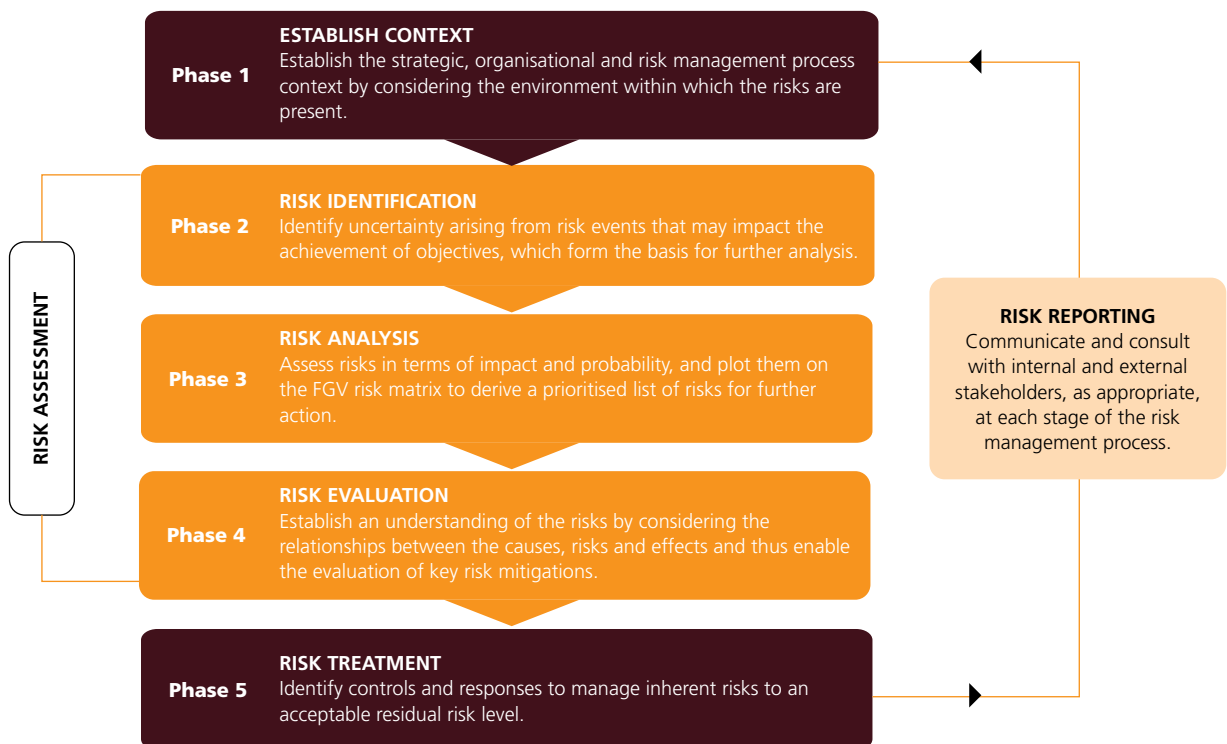 ESTABLISH CONTEXT
Phase 1
Establish the strategic, organisational and risk management process
context by considering the environment within which the risks are
present.
RISK ASSESSMENT
RISK IDENTIFICATION
Phase 2
Identify uncertainty arising from risk events that may impact the
achievement of objectives, which form the basis for further analysis.
RISK ANALYSIS
Phase 3
Assess risks in terms of impact and probability, and plot them on
the FGV risk matrix to derive a prioritised list of risks for further
action.
RISK EVALUATION
Phase 4
Establish an understanding of the risks by considering the
relationships between the causes, risks and effects and thus enable
the evaluation of key risk mitigations.
RISK TREATMENT
Phase 5
Identify controls and responses to manage inherent risks to an
acceptable residual risk level.
RISK REPORTING
Communicate and consult
with internal and external
stakeholders, as appropriate,
at each stage of the risk
management process.